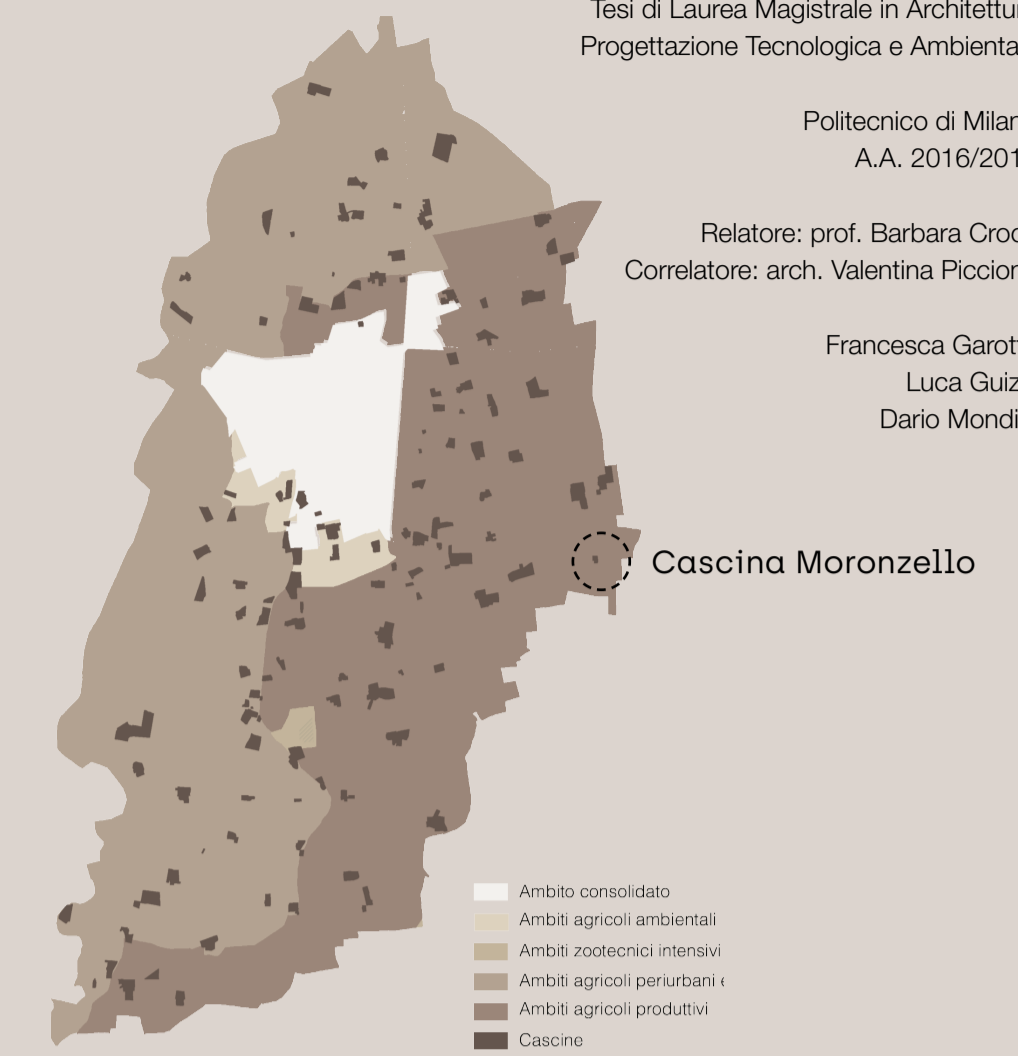 Tesi di Laurea Magistrale in Architettur
Progettazione Tecnologica e Ambienta
Politecnico di Milan
A.A. 2016/201
Relatore: prof. Barbara Croc
Correlatore: arch. Valentina Piccion
Francesca Garott
Luca Guiz
Dario Mondi
Cascina Moronzello
Ambito consolidato
Ambiti agricoli ambientali
Ambiti zootecnici intensivi
Ambiti agricoli periurbani e
Ambiti agricoli produttivi
Cascine